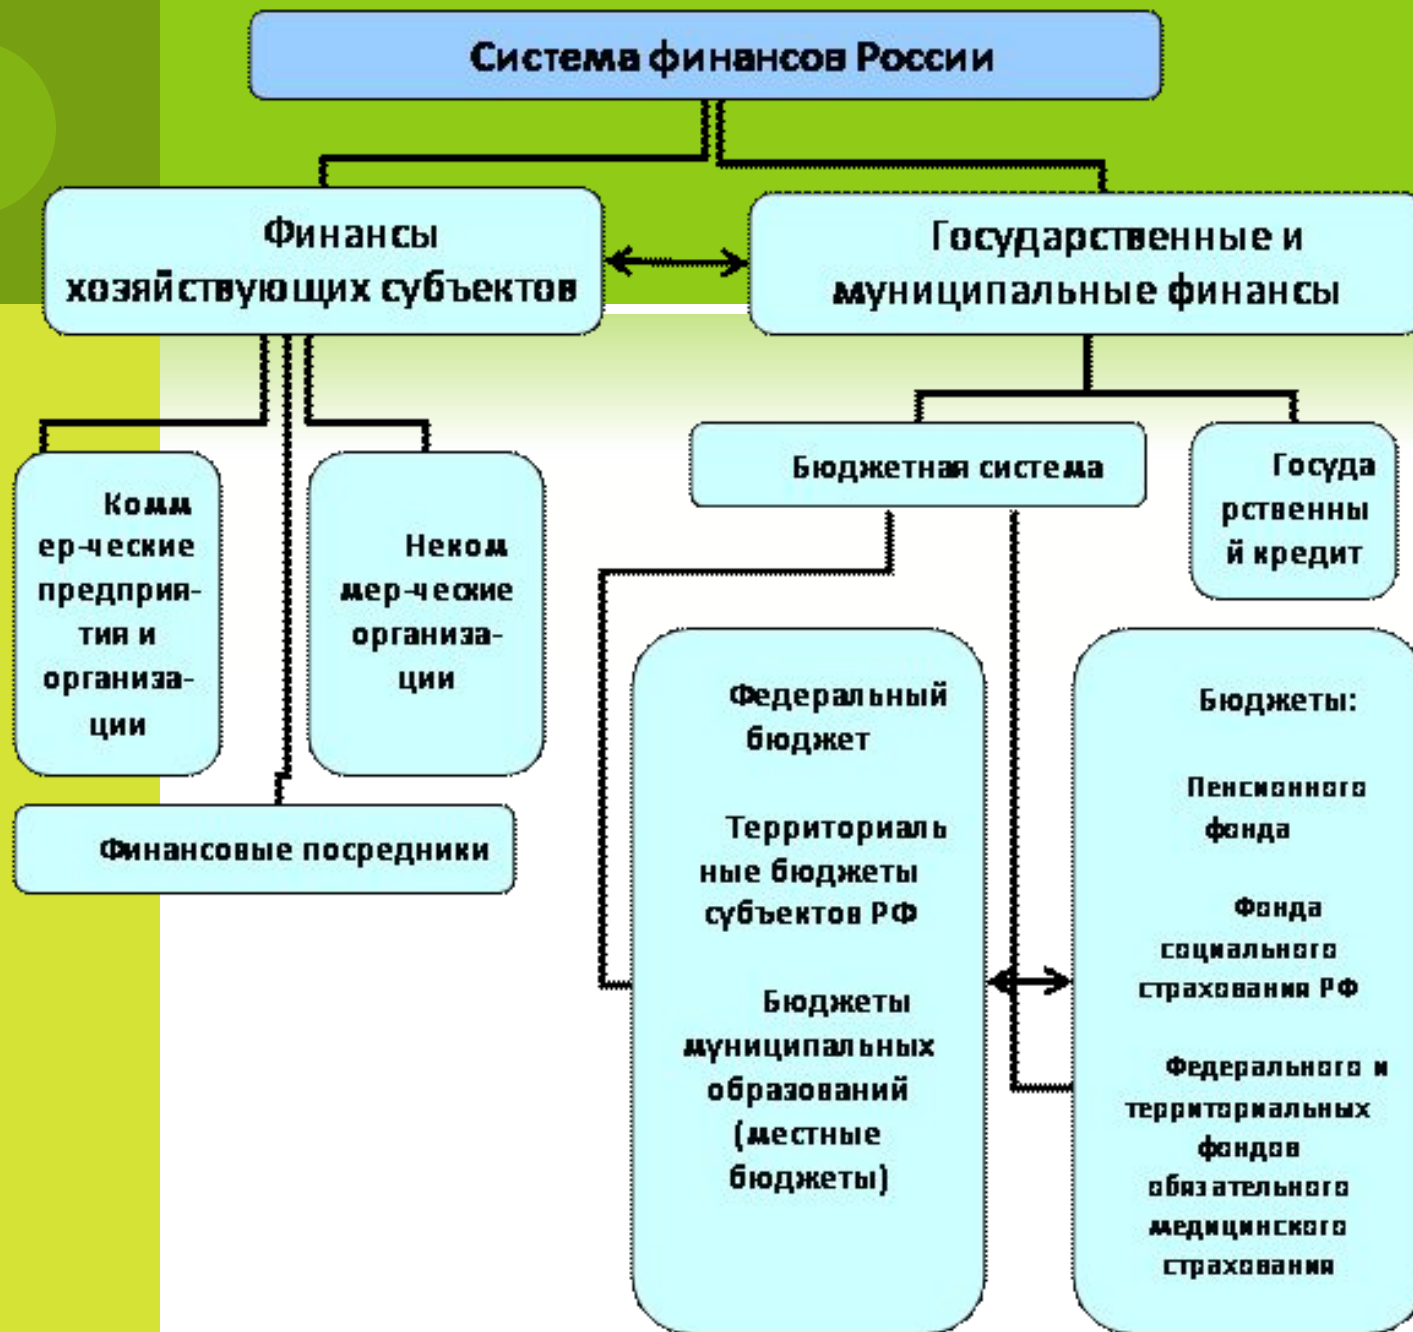 Система финансов России
Финансы
хозяйствующих субъектов
Государственные и
муниципальные финансы
Комм
ер-ческие
предприя-
тия и
организа-
ции
Неком
мер-ческие
организа-
ции
Финансовые посредники
Бюджетная система
Госуда
рственны
й кредит
Федеральный
бюджет
Территориаль
ные бюджеты
субъектов РФ
Бюджеты
муниципальных
образований
(местные
бюджеты)
Бюджеты:
Пенсионного
фонда
Фонда
социального
страхования РФ
Федерального и
территориальных
фондов
обязательного
медицинского
страхования